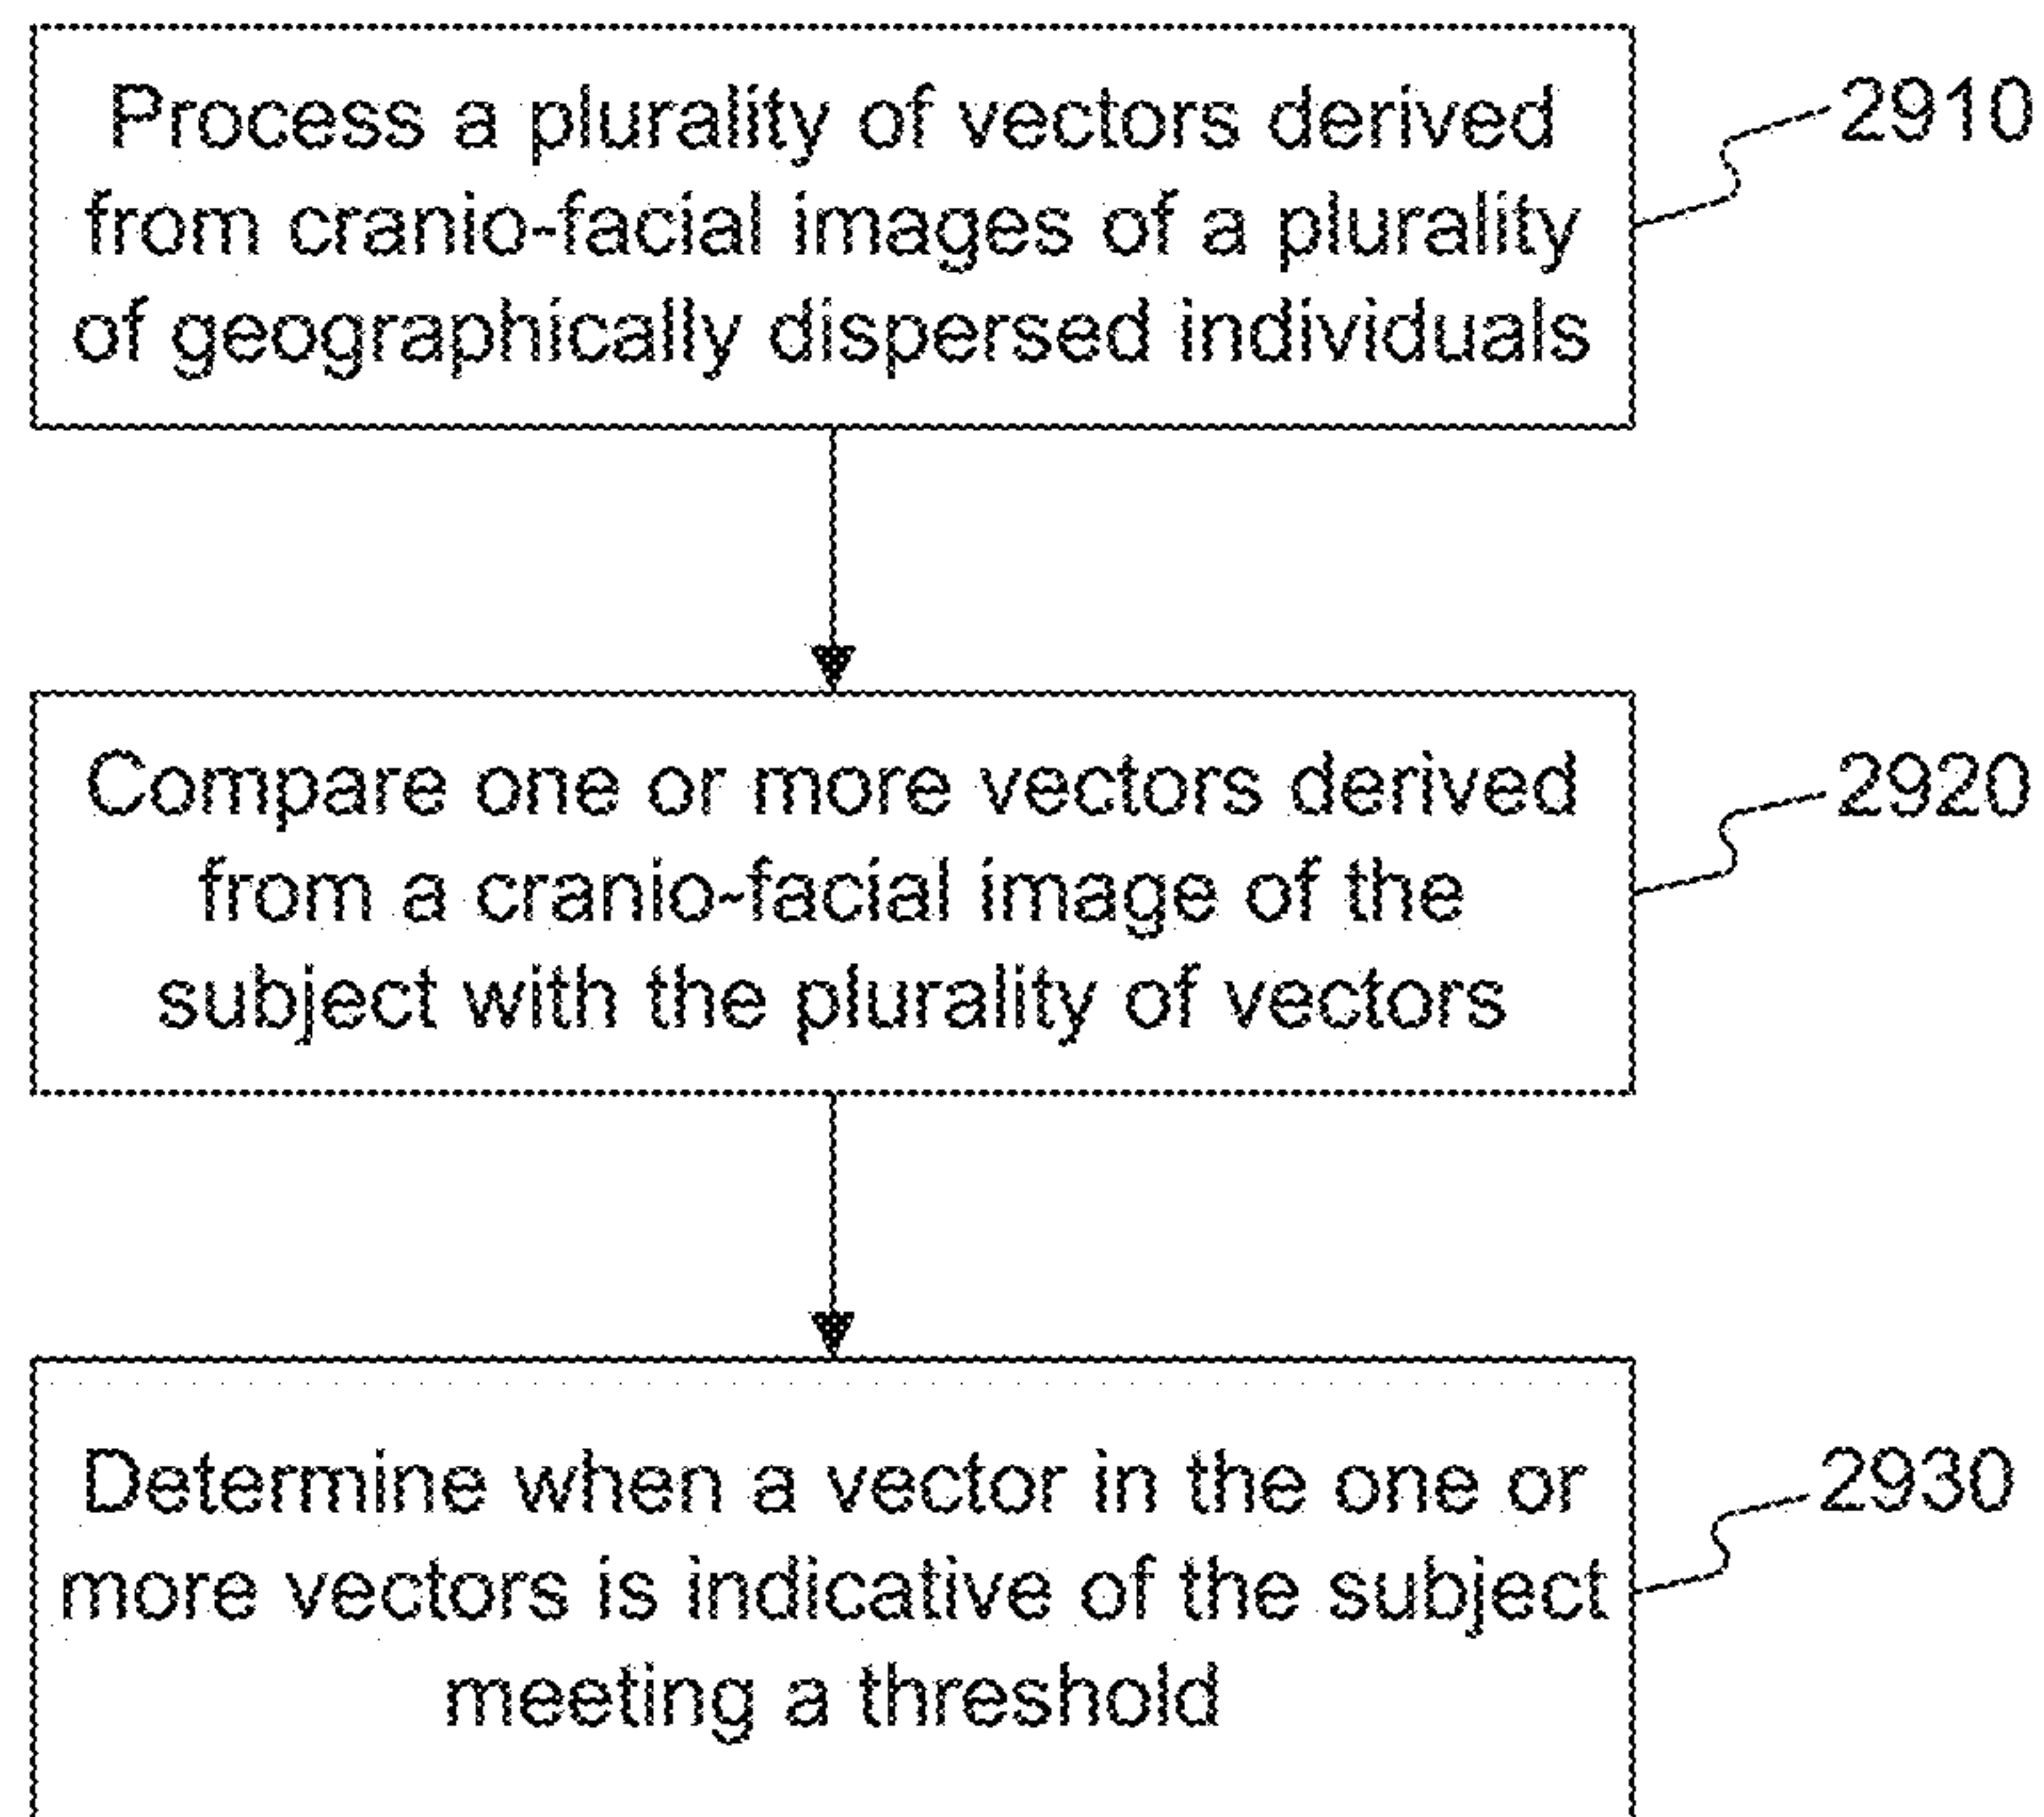 Process a plurality of vectors derived
from cranio-facial images of a plurality
of geographically dispersed individuals
2910
Compare one or more vectors derived
from a cranio-facial image of the
subject with the plurality of vectors
2920
Determine when a vector in the one or
more vectors is indicative of the subject
meeting a threshold
2930